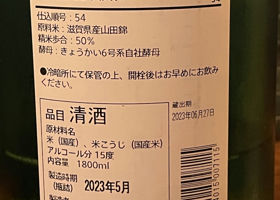 仕込順号：54
原料米：滋賀県産山田錦
精米歩合：50%
酵母：きょうかい6号系自社酵母
●冷暗所にて保管の上、開栓後はお早めにお飲み
ください。
品目 清酒
蔵出期
2023年06月27日
原材料名
米（国産）、米こうじ（国産米）
アルコール分 15度
内容量 1800ml
製造時期
(瓶詰) 2023年5月